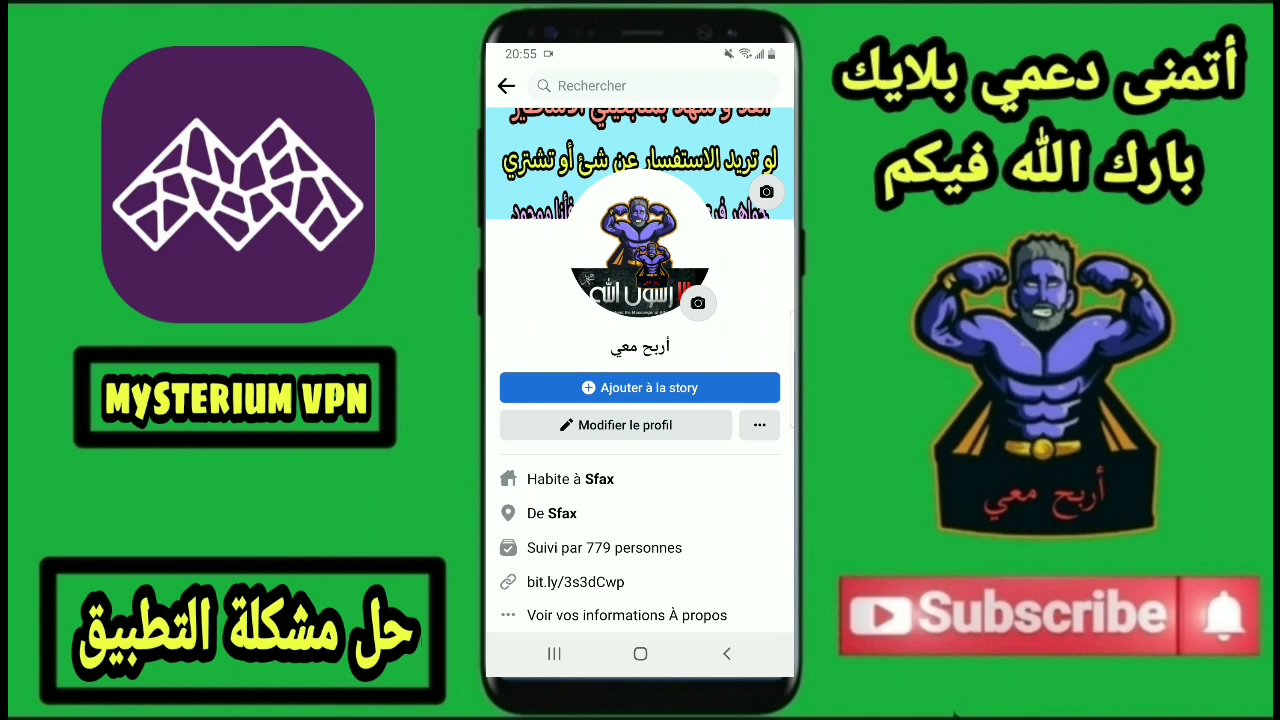 MYSTERIUM VPN
حل مشكلة التطبيق
20:55
Rechercher
لو تريد الاستفسار عن شئ أو تشتري
رسول الله
أربح معي
Ajouter à la story
Modifier le profil
Habite à Sfax
De Sfax
Suivi par 779 personnes
bit.ly/3s3dCwp
Voir vos informations À propos
أتمنى دعمي بلايك
بارك الله فيكم
أربح معي
Subscribe